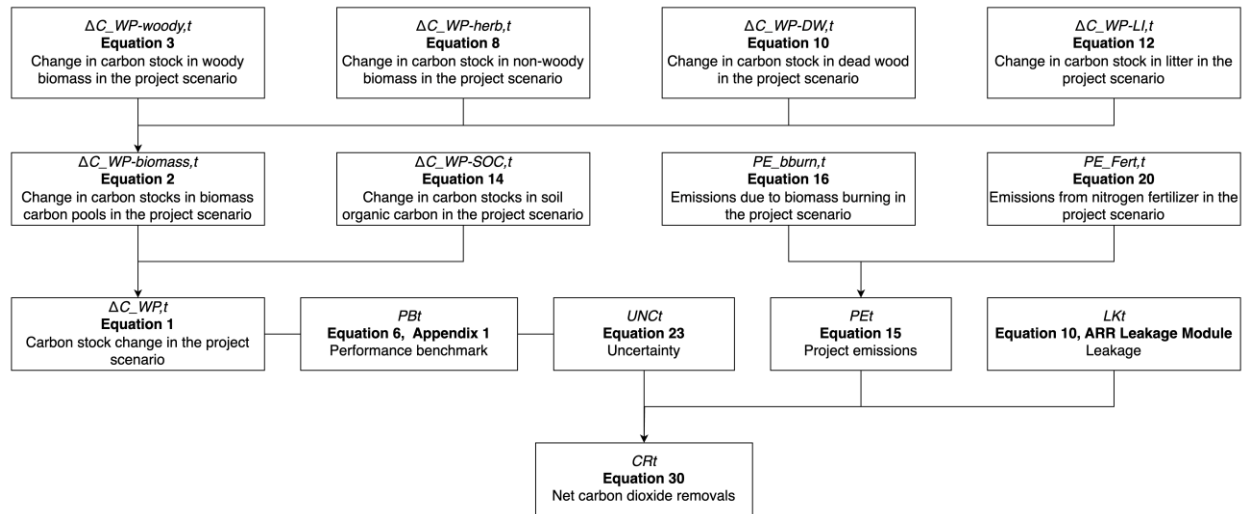 ΔC_WP-woody,t
Equation 3
Change in carbon stock in woody
biomass in the project scenario
ΔC_WP-herb,t
Equation 8
Change in carbon stock in non-woody
biomass in the project scenario
ΔC_WP-DW,t
Equation 10
Change in carbon stock in dead wood
in the project scenario
ΔC_WP-LI,t
Equation 12
Change in carbon stock in litter in the
project scenario
ΔC_WP-biomass,t
Equation 2
Change in carbon stocks in biomass
carbon pools in the project scenario
ΔC_WP-SOC,t
Equation 14
Change in carbon stocks in soil
organic carbon in the project scenario
PE_bburn,t
Equation 16
Emissions due to biomass burning in
the project scenario
PE_Fert,t
Equation 20
Emissions from nitrogen fertilizer in the
project scenario
ΔC_WP,t
Equation 1
Carbon stock change in the project
scenario
PBt
Equation 6, Appendix 1
Performance benchmark
UNCt
Equation 23
Uncertainty
PEt
Equation 15
Project emissions
LKt
Equation 10, ARR Leakage Module
Leakage
CRt
Equation 30
Net carbon dioxide removals